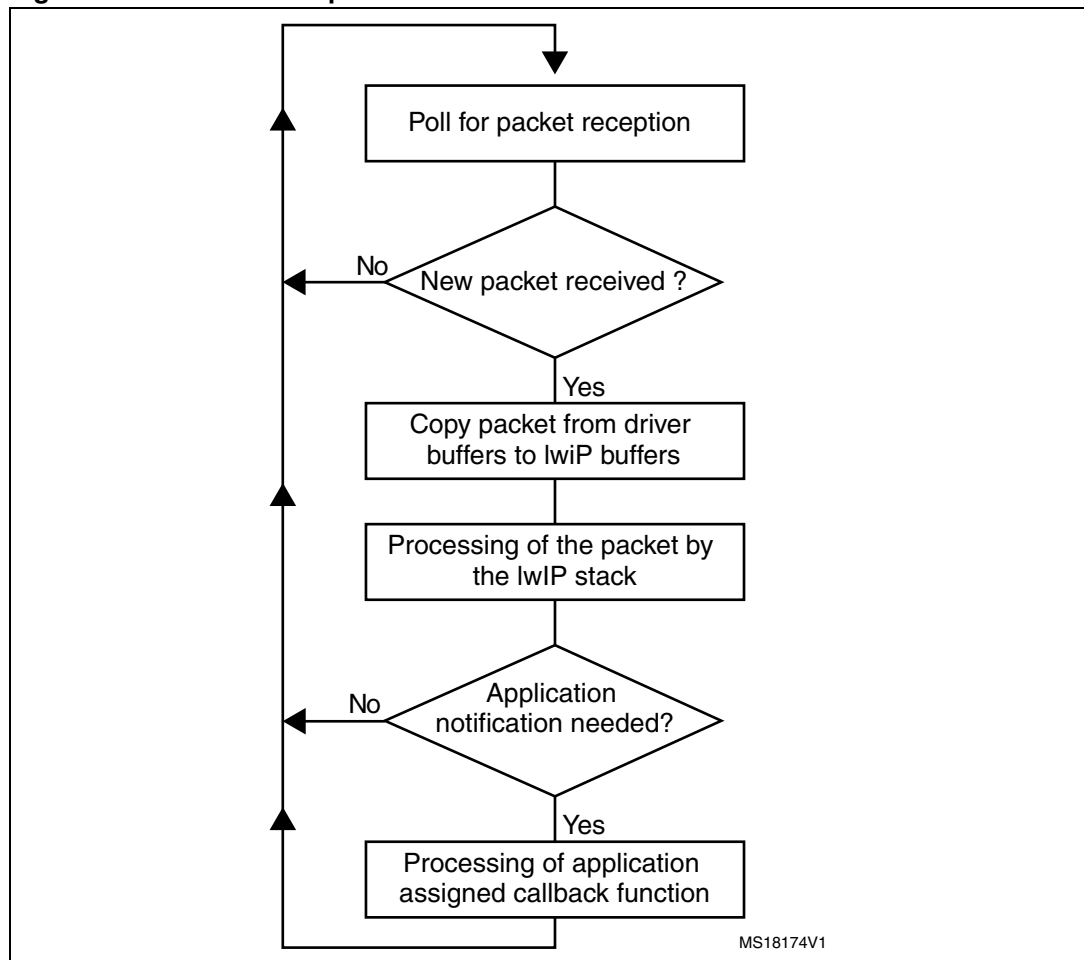 Poll for packet reception
No
New packet received ?
Yes
Copy packet from driver
buffers to lwiP buffers
Processing of the packet by
the lwIP stack
No
Application
notification needed?
Yes
Processing of application
assigned callback function
MS18174V1